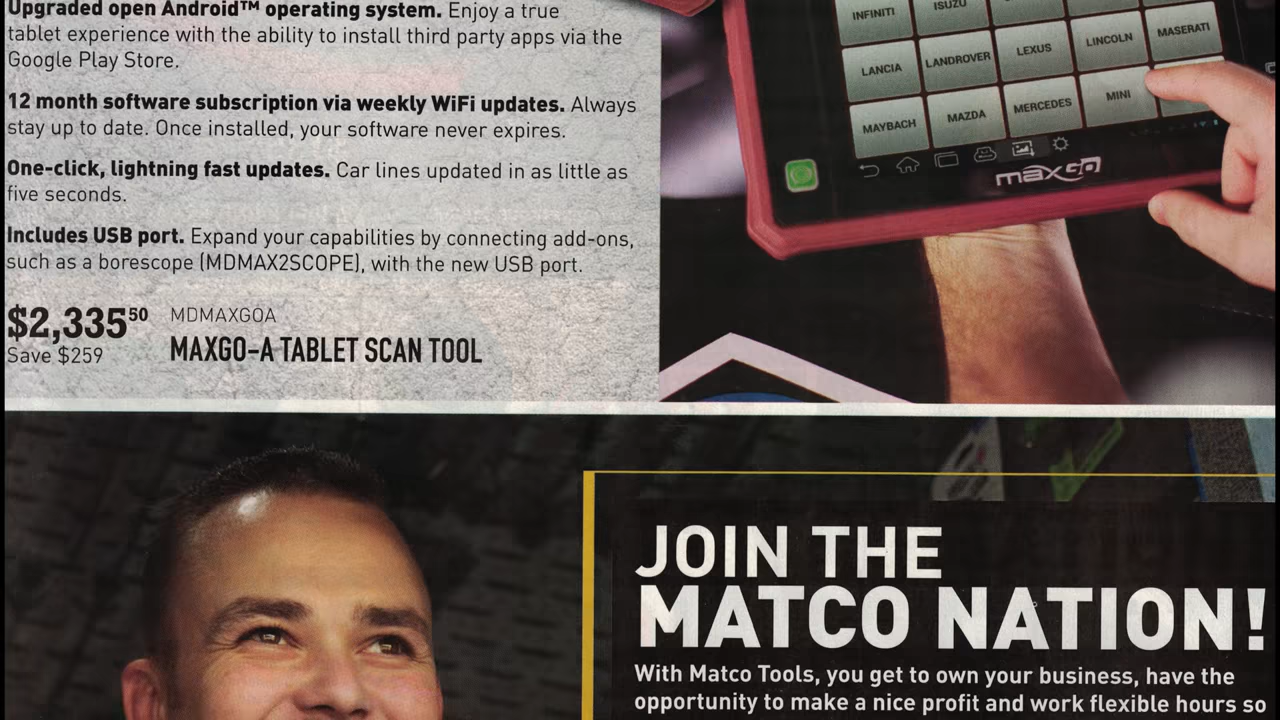 Upgraded open Android™ operating system. Enjoy a true
tablet experience with the ability to install third party apps via the
Google Play Store.
12 month software subscription via weekly WiFi updates. Always
stay up to date. Once installed, your software never expires.
One-click, lightning fast updates. Car lines updated in as little as
five seconds.
Includes USB port. Expand your capabilities by connecting add-ons,
such as a borescope (MDMAX2SCOPE), with the new USB port.
$2,335⁵⁰ MDMAXGOA
Save $259 MAXGO-A TABLET SCAN TOOL
INFINITI ISUZU
LANCIA LANDROVER LEXUS LINCOLN MASERATI
MAYBACH MAZDA MERCEDES MINI
maxgo
JOIN THE
MATCO NATION!
With Matco Tools, you get to own your business, have the
opportunity to make a nice profit and work flexible hours so